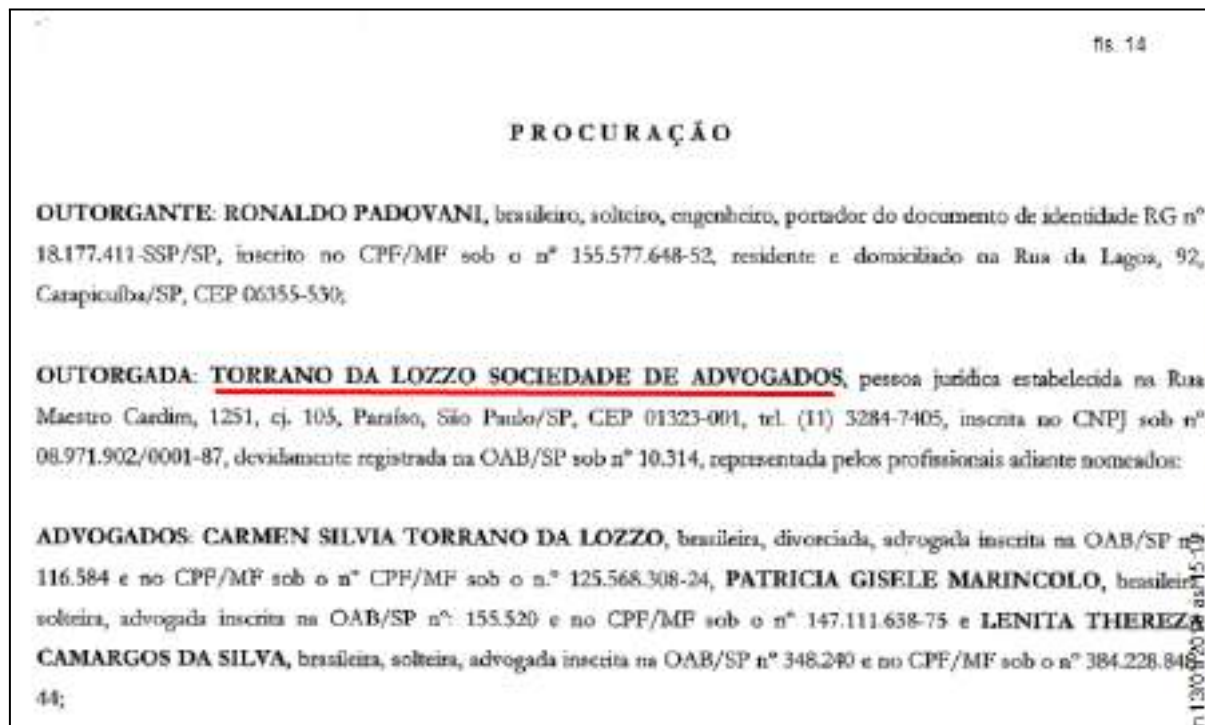 fls. 14
PROCURAÇÃO
OUTORGANTE: RONALDO PADOVANI, brasileiro, solteiro, engenheiro, portador do documento de identidade RG nº
18.177.411-SSP/SP, inscrito no CPF/MF sob o nº 155.577.648-52, residente e domiciliado na Rua da Lagoa, 92,
Carapicuíba/SP, CEP 06355-530;
OUTORGADA: TORRANO DA LOZZO SOCIEDADE DE ADVOGADOS, pessoa jurídica estabelecida na Rua
Maestro Cardim, 1251, cj. 105, Paraíso, São Paulo/SP, CEP 01323-001, tel. (11) 3284-7405, inscrita no CNPJ sob nº
08.971.902/0001-87, devidamente registrada na OAB/SP sob nº 10.314, representada pelos profissionais adiante nomeados:
ADVOGADOS: CARMEN SILVIA TORRANO DA LOZZO, brasileira, divorciada, advogada inscrita na OAB/SP nº
116.584 e no CPF/MF sob o nº CPF/MF sob o n.º 125.568.308-24, PATRICIA GISELE MARINCOLO, brasileira,
solteira, advogada inscrita na OAB/SP nº: 155.520 e no CPF/MF sob o nº 147.111.638-75 e LENITA THEREZA
CAMARGOS DA SILVA, brasileira, solteira, advogada inscrita na OAB/SP nº 348.240 e no CPF/MF sob o nº 384.228.848-
44;